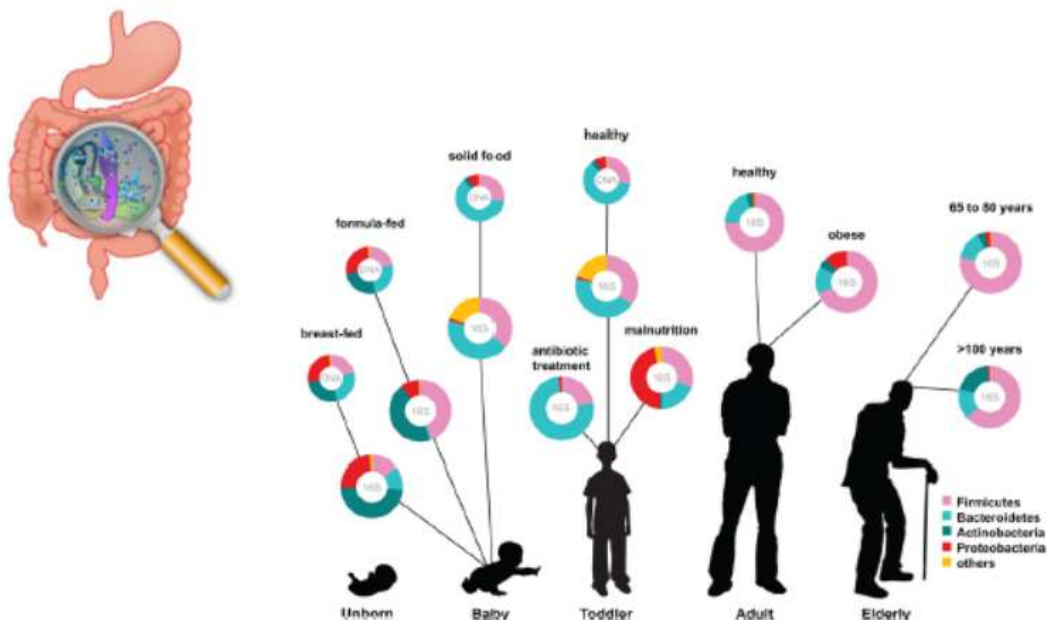 solid food
healthy
healthy
formula-fed
65 to 80 years
obese
breast-fed
antibiotic
treatment
malnutrition
>100 years
DNA
DNA
16S
DNA
16S
DNA
16S
16S
16S
16S
16S
16S
16S
16S
16S
Firmicutes
Bacteroidetes
Actinobacteria
Proteobacteria
others
Unborn
Baby
Toddler
Adult
Elderly